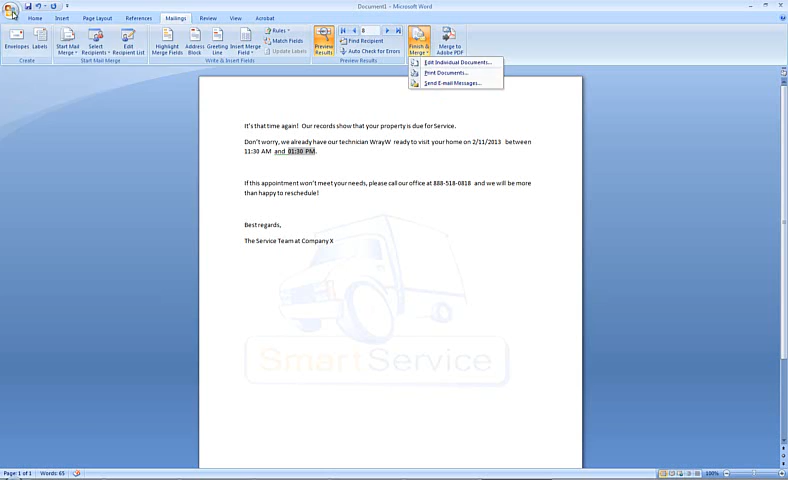 Document1 - Microsoft Word
Home Insert Page Layout References Mailings Review View Acrobat
Envelopes Labels
Create
Start Mail Merge Select Recipients Edit Recipient List
Start Mail Merge
Highlight Merge Fields Address Block Greeting Line Insert Merge Field
Rules
Match Fields
Update Labels
Write & Insert Fields
Preview Results
8
Find Recipient
Auto Check for Errors
Preview Results
Finish & Merge
Merge to Adobe PDF
Edit Individual Documents...
Print Documents...
Send E-mail Messages...
It's that time again! Our records show that your property is due for Service.
Don't worry, we already have our technician WrayW ready to visit your home on 2/11/2013 between
11:30 AM and 01:30 PM.
If this appointment won't meet your needs, please call our office at 888-518-0818 and we will be more
than happy to reschedule!
Best regards,
The Service Team at Company X
SmartService
Page: 1 of 1 Words: 65
100%